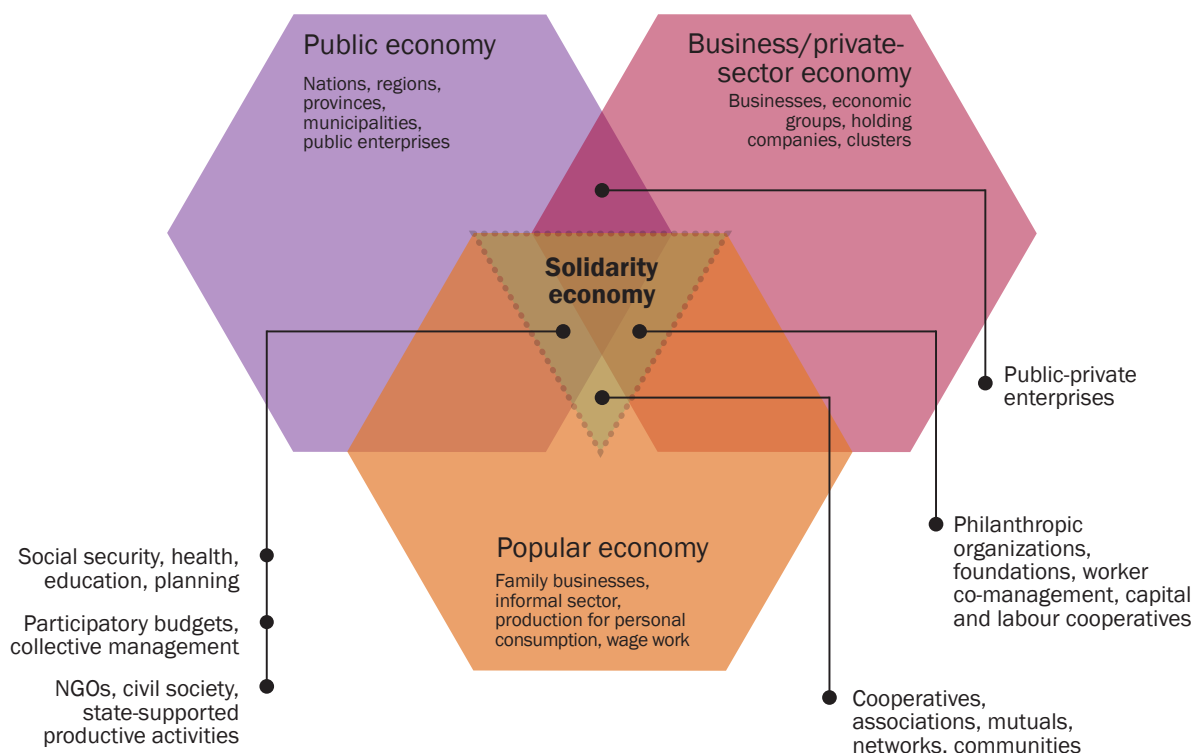 Public economy
Nations, regions,
provinces,
municipalities,
public enterprises
Business/private-
sector economy
Businesses, economic
groups, holding
companies, clusters
Solidarity
economy
Public-private
enterprises
Popular economy
Family businesses,
informal sector,
production for personal
consumption, wage work
Social security, health,
education, planning
Participatory budgets,
collective management
NGOs, civil society,
state-supported
productive activities
Philanthropic
organizations,
foundations, worker
co-management, capital
and labour cooperatives
Cooperatives,
associations, mutuals,
networks, communities